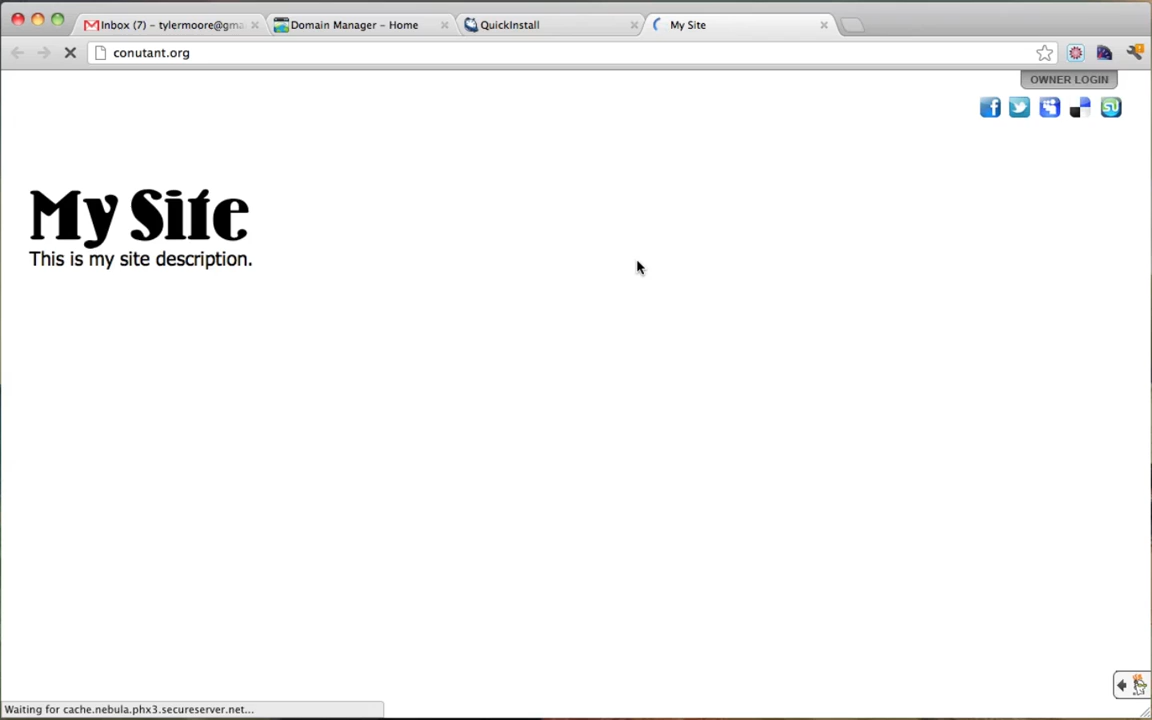 Inbox (7) – tylermoore@gma
Domain Manager – Home
QuickInstall
My Site
conutant.org
OWNER LOGIN
My Site
This is my site description.
Waiting for cache.nebula.phx3.secureserver.net...